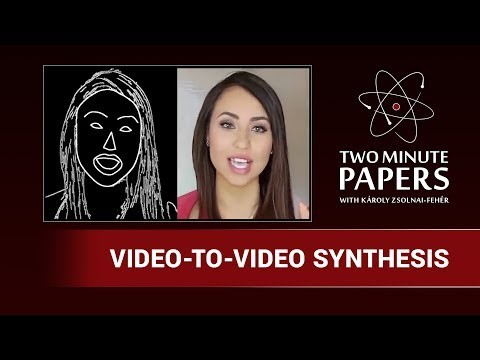 TWO MINUTE
PAPERS
WITH KÁROLY ZSOLNAI-FEHÉR
VIDEO-TO-VIDEO SYNTHESIS